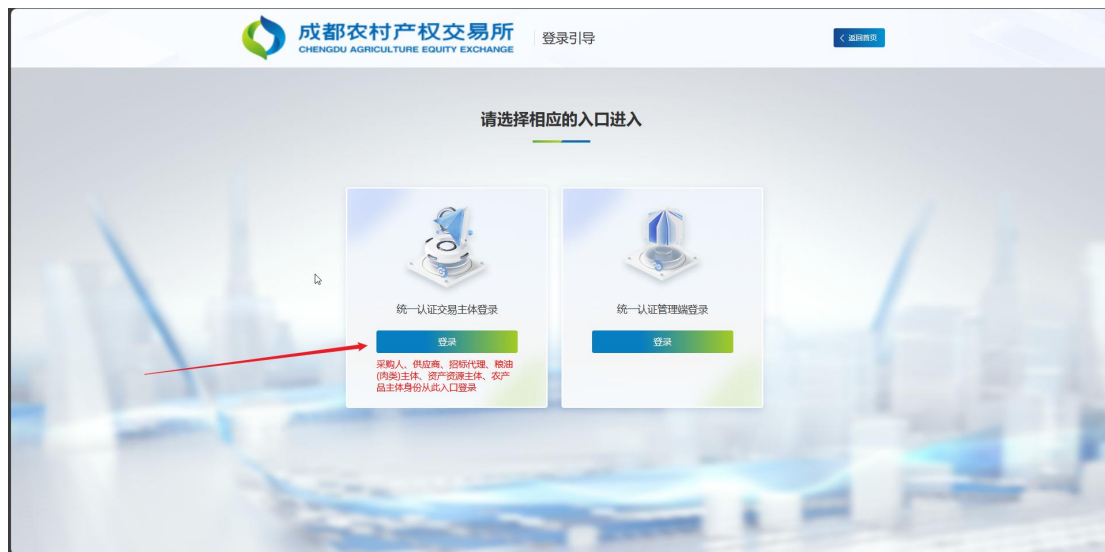 成都农村产权交易所
CHENGDU AGRICULTURE EQUITY EXCHANGE
登录引导
< 返回首页
请选择相应的入口进入
统一认证交易主体登录
登录
采购人、供应商、招标代理、粮油
(肉类)主体、资产资源主体、农产
品主体身份从此入口登录
统一认证管理端登录
登录